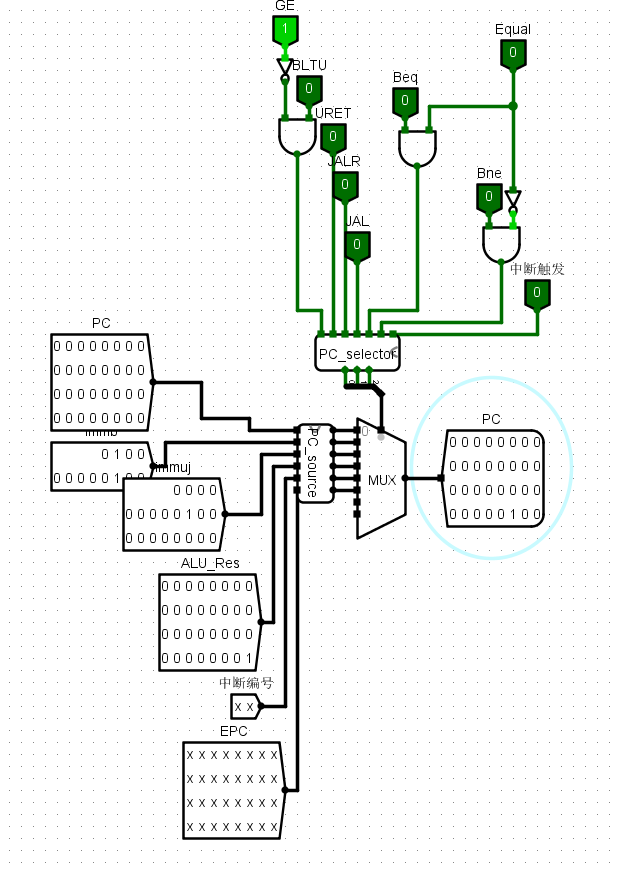 GE
1
BLTU
0
URET
0
JALR
0
JAL
0
Beq
0
Equal
0
Bne
0
中断触发
0
PC_selector
PC
0 0 0 0 0 0 0 0
0 0 0 0 0 0 0 0
0 0 0 0 0 0 0 0
0 0 0 0 0 0 0 0
immb
0 1 0 0
0 0 0 0 0 1 0 0
immuj
0 0 0 0
0 0 0 0 0 1 0 0
0 0 0 0 0 0 0 0
PC_source
0
MUX
PC
0 0 0 0 0 0 0 0
0 0 0 0 0 0 0 0
0 0 0 0 0 0 0 0
0 0 0 0 0 1 0 0
ALU_Res
0 0 0 0 0 0 0 0
0 0 0 0 0 0 0 0
0 0 0 0 0 0 0 0
0 0 0 0 0 0 0 1
中断编号
x x
EPC
x x x x x x x x
x x x x x x x x
x x x x x x x x
x x x x x x x x